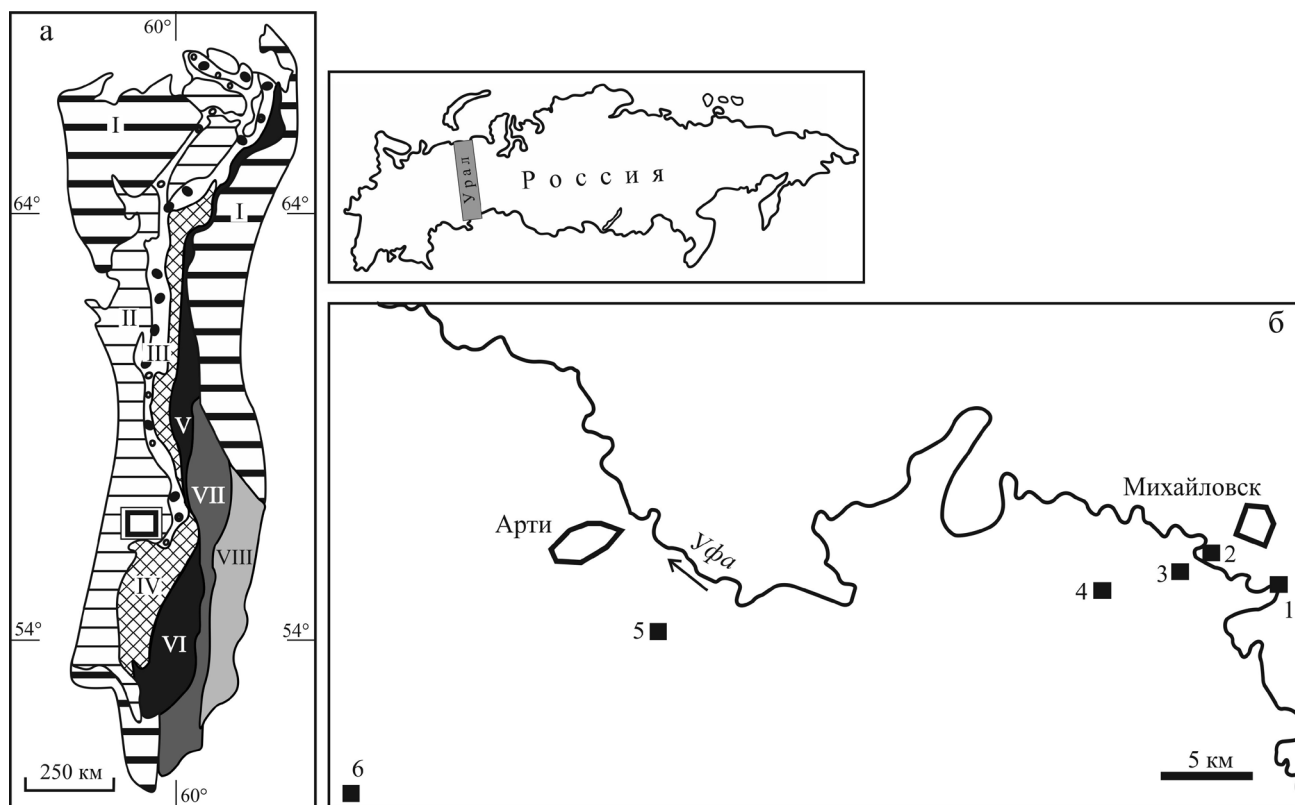 а
60°
I
64°
I
64°
II
III
V
VII
VIII
IV
54°
VI
54°
250 км
60°
Урал
Россия
б
Михайловск
Арти
Уфа
2
3
4
1
5
6
5 км